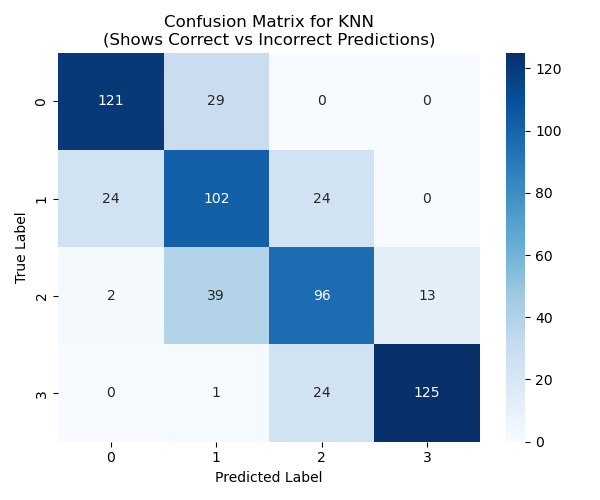 Confusion Matrix for KNN
(Shows Correct vs Incorrect Predictions)
0 121 29 0 0
1 24 102 24 0
2 2 39 96 13
3 0 1 24 125
0 1 2 3
True Label
Predicted Label
120
100
80
60
40
20
0